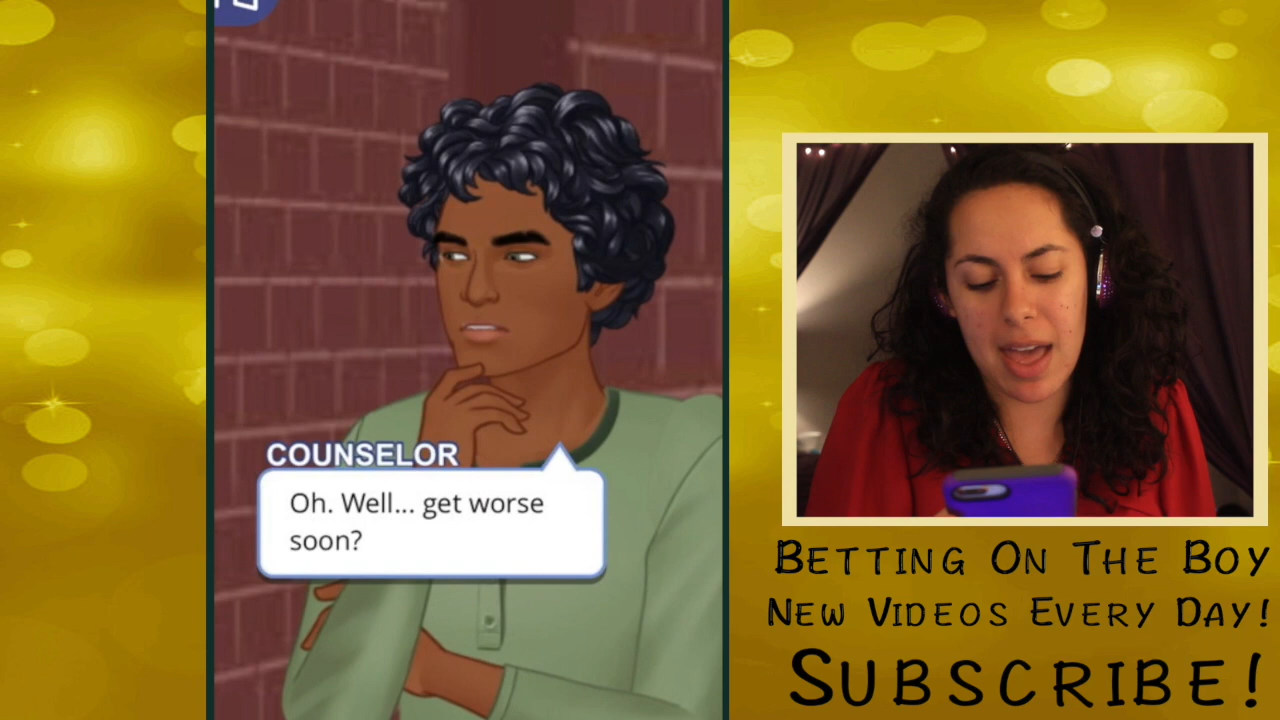 COUNSELOR
Oh. Well... get worse
soon?
BETTING ON THE BOY
NEW VIDEOS EVERY DAY!
SUBSCRIBE!